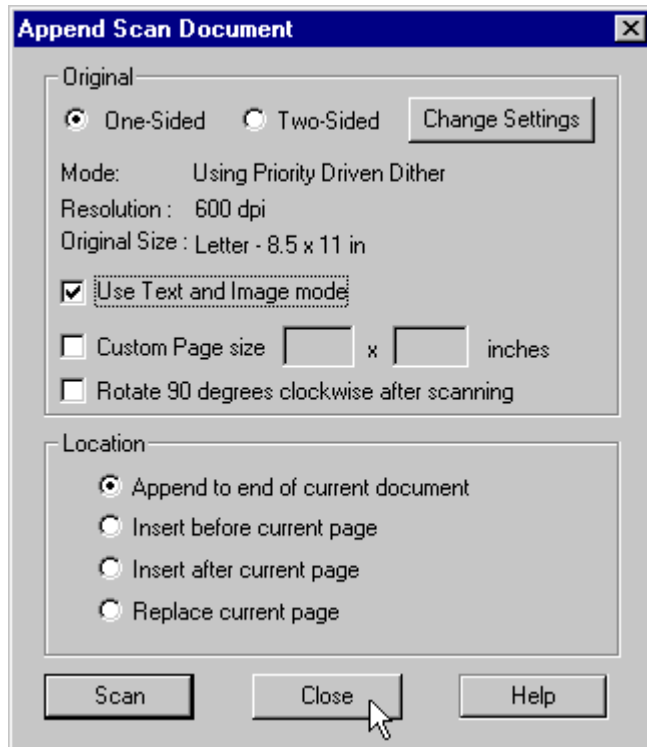 Append Scan Document
Original
One-Sided Two-Sided Change Settings
Mode: Using Priority Driven Dither
Resolution : 600 dpi
Original Size : Letter - 8.5 x 11 in
Use Text and Image mode
Custom Page size x inches
Rotate 90 degrees clockwise after scanning
Location
Append to end of current document
Insert before current page
Insert after current page
Replace current page
Scan Close Help